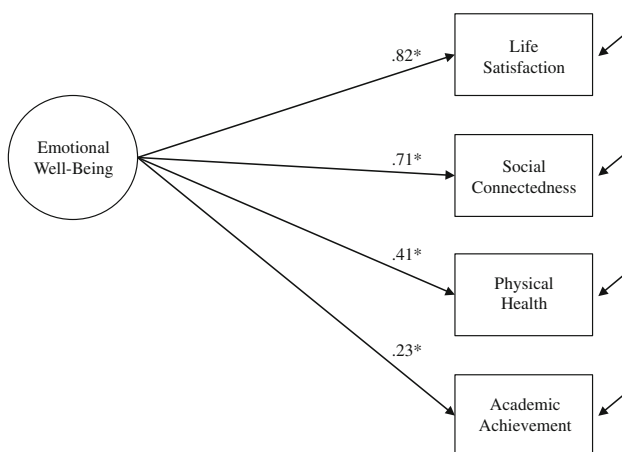 Life
Satisfaction
.82*
Emotional
Well-Being
.71*
Social
Connectedness
.41*
Physical
Health
.23*
Academic
Achievement